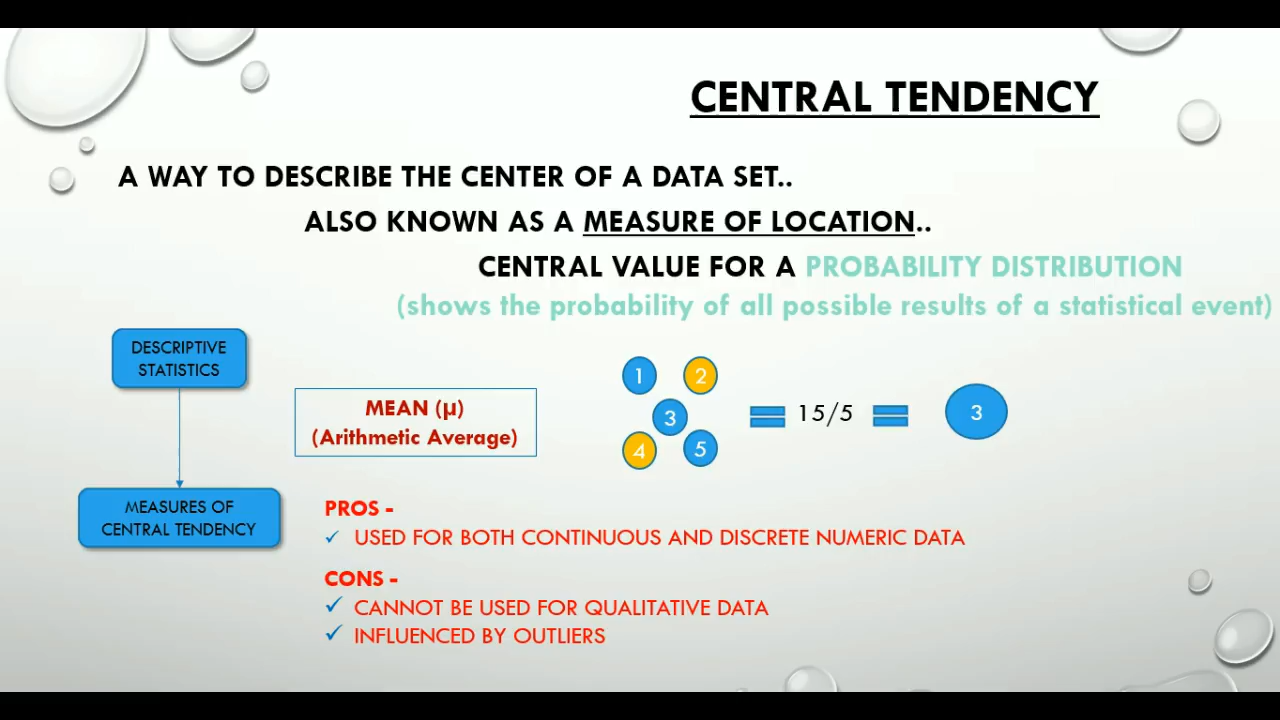 CENTRAL TENDENCY
A WAY TO DESCRIBE THE CENTER OF A DATA SET..
ALSO KNOWN AS A MEASURE OF LOCATION..
CENTRAL VALUE FOR A PROBABILITY DISTRIBUTION
(shows the probability of all possible results of a statistical event)
DESCRIPTIVE
STATISTICS
MEASURES OF
CENTRAL TENDENCY
MEAN (μ)
(Arithmetic Average)
1 2
3
4 5
= 15/5 = 3
PROS -
✓ USED FOR BOTH CONTINUOUS AND DISCRETE NUMERIC DATA
CONS -
✓ CANNOT BE USED FOR QUALITATIVE DATA
✓ INFLUENCED BY OUTLIERS